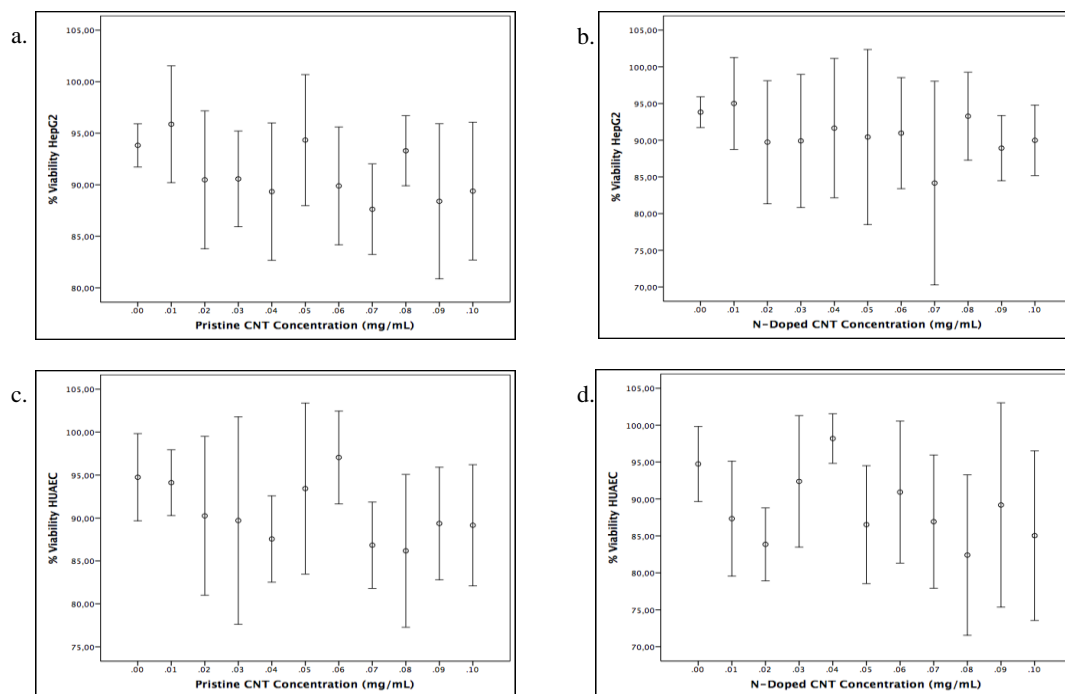 a.
% Viability HepG2
105,00
100,00
95,00
90,00
85,00
80,00
.00 .01 .02 .03 .04 .05 .06 .07 .08 .09 .10
Pristine CNT Concentration (mg/mL)
b.
% Viability HepG2
105,00
100,00
95,00
90,00
85,00
80,00
75,00
70,00
.00 .01 .02 .03 .04 .05 .06 .07 .08 .09 .10
N-Doped CNT Concentration (mg/mL)
c.
% Viability HUAEC
105,00
100,00
95,00
90,00
85,00
80,00
75,00
.00 .01 .02 .03 .04 .05 .06 .07 .08 .09 .10
Pristine CNT Concentration (mg/mL)
d.
% Viability HUAEC
105,00
100,00
95,00
90,00
85,00
80,00
75,00
70,00
.00 .01 .02 .03 .04 .05 .06 .07 .08 .09 .10
N-Doped CNT Concentration (mg/mL)